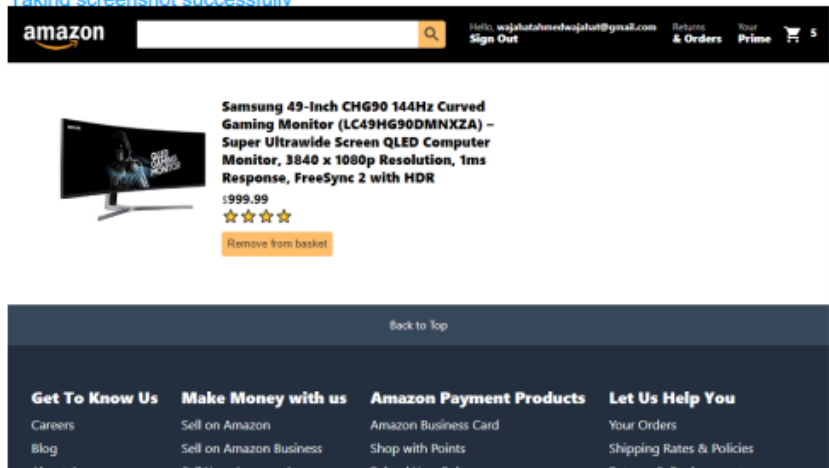 Taking screenshot successfully
amazon
Hello, wajahatahmedwajahat@gmail.com
Sign Out
Returns
& Orders
Your
Prime
5
Samsung 49-Inch CHG90 144Hz Curved
Gaming Monitor (LC49HG90DMNXZA) –
Super Ultrawide Screen QLED Computer
Monitor, 3840 x 1080p Resolution, 1ms
Response, FreeSync 2 with HDR
$999.99
Remove from basket
QLED
GAMING
MONITOR
Back to Top
Get To Know Us
Make Money with us
Amazon Payment Products
Let Us Help You
Careers
Sell on Amazon
Amazon Business Card
Your Orders
Blog
Sell on Amazon Business
Shop with Points
Shipping Rates & Policies